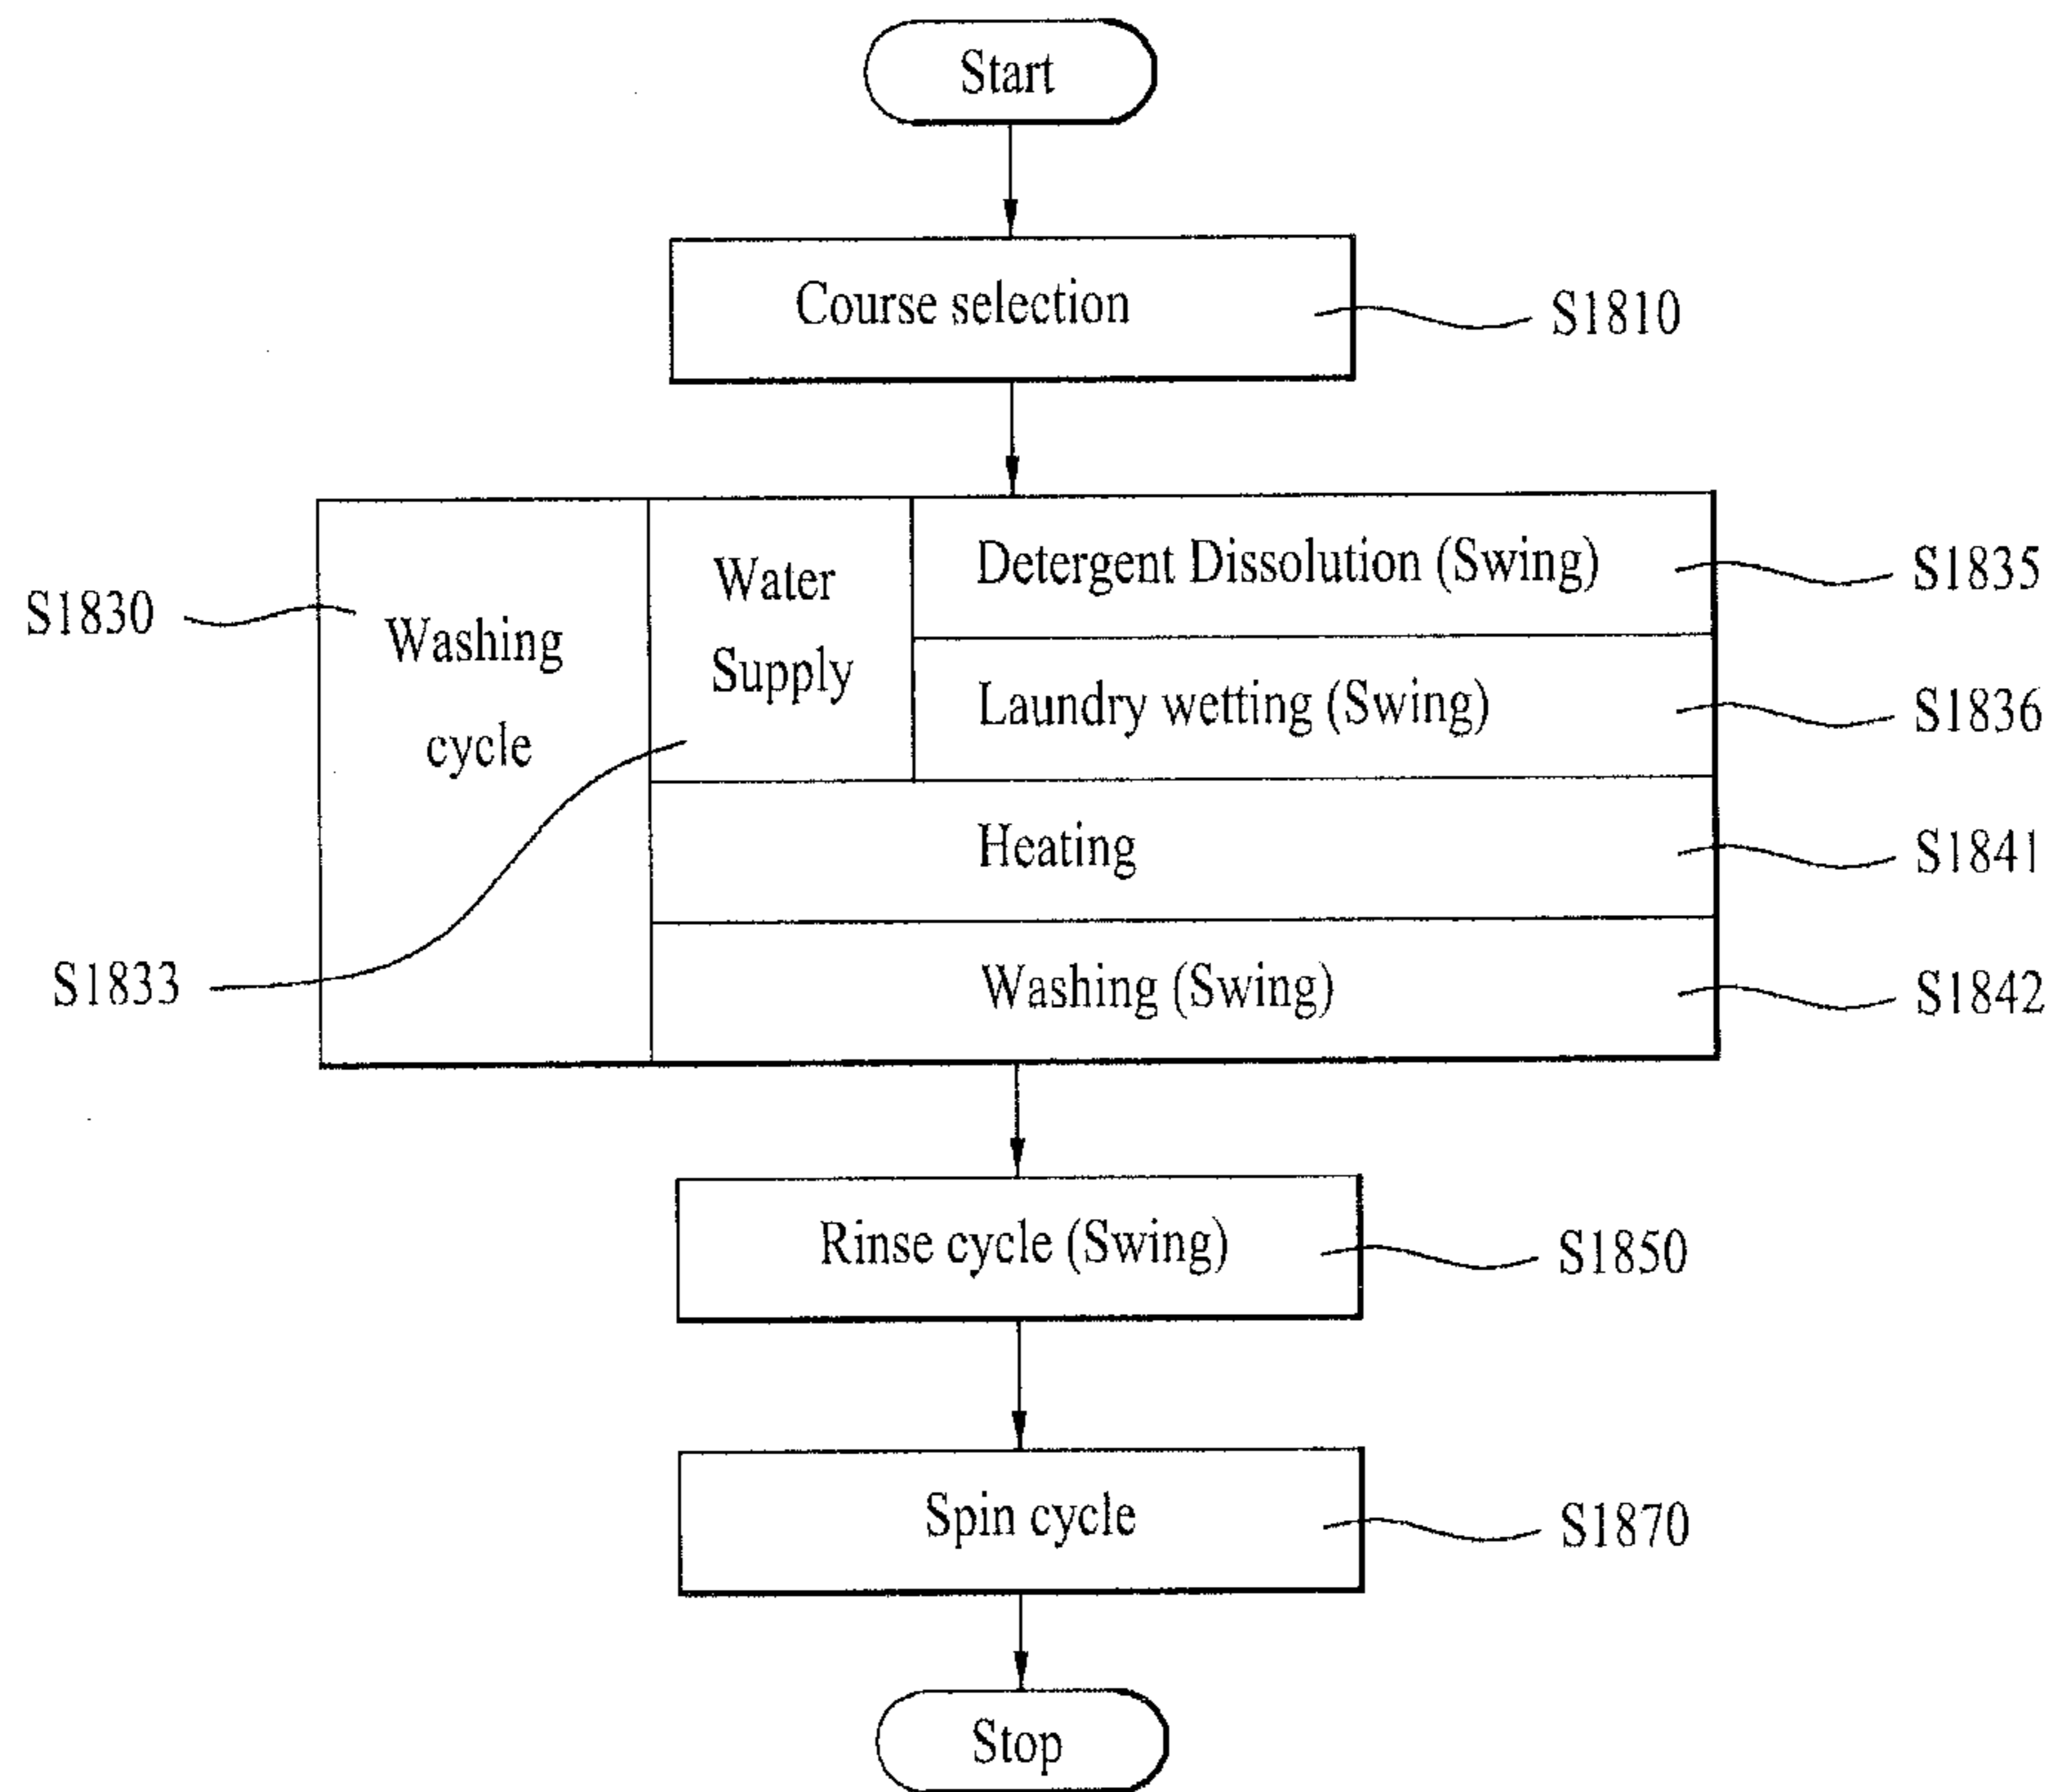 Start
Course selection
S1810
S1830
Washing
cycle
Water
Supply
S1833
Detergent Dissolution (Swing)
S1835
Laundry wetting (Swing)
S1836
Heating
S1841
Washing (Swing)
S1842
Rinse cycle (Swing)
S1850
Spin cycle
S1870
Stop